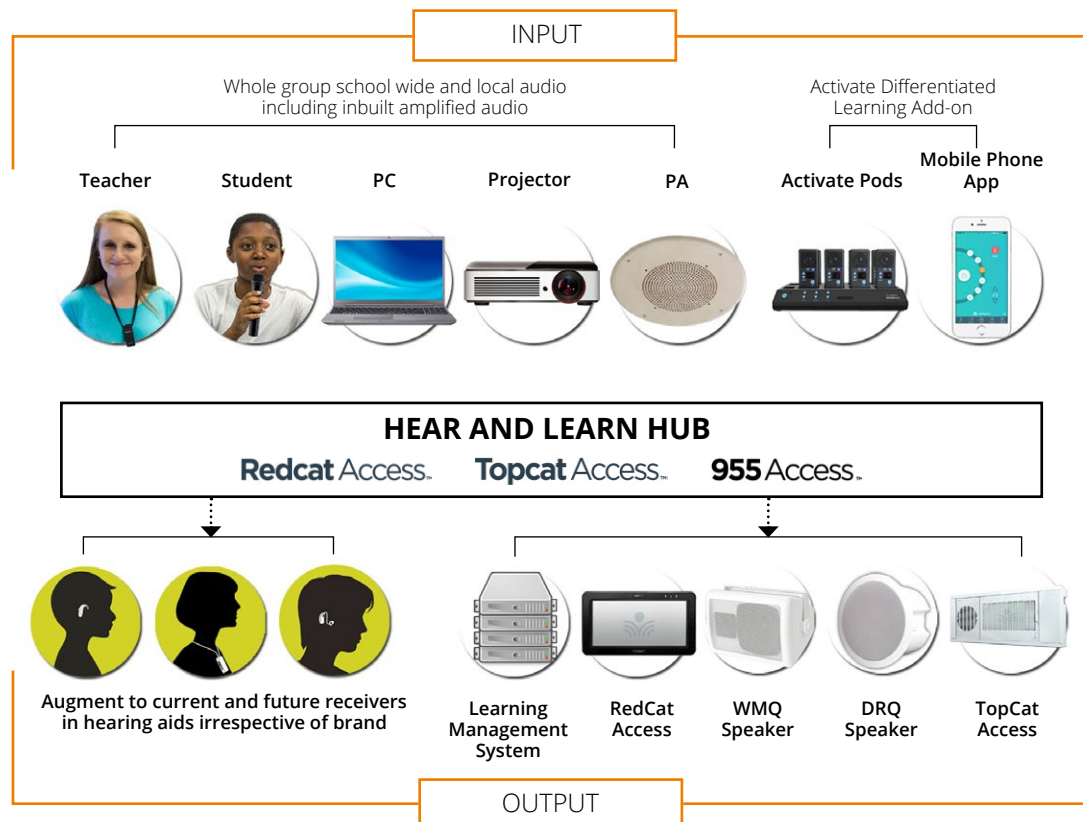 INPUT
Whole group school wide and local audio
including inbuilt amplified audio
Activate Differentiated
Learning Add-on
Teacher
Student
PC
Projector
PA
Activate Pods
Mobile Phone
App
HEAR AND LEARN HUB
Redcat Access™
Topcat Access™
955 Access™
Augment to current and future receivers
in hearing aids irrespective of brand
Learning
Management
System
RedCat
Access
WMQ
Speaker
DRQ
Speaker
TopCat
Access
OUTPUT